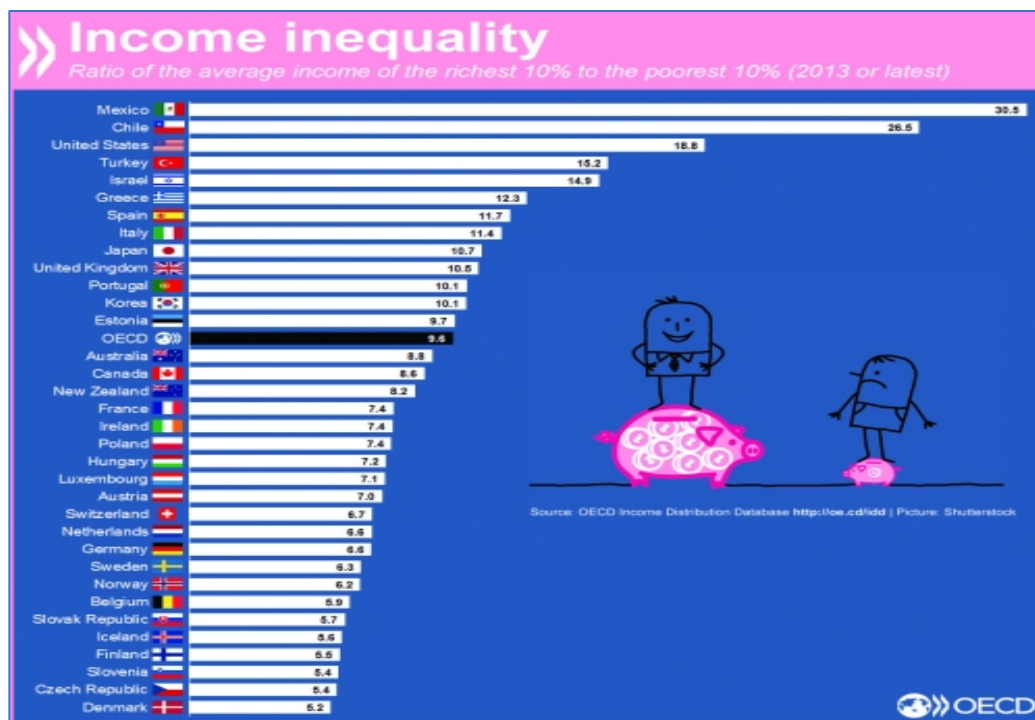 Income inequality
Ratio of the average income of the richest 10% to the poorest 10% (2013 or latest)
Mexico 30.5
Chile 26.5
United States 18.8
Turkey 15.2
Israel 14.9
Greece 12.3
Spain 11.7
Italy 11.4
Japan 10.7
United Kingdom 10.5
Portugal 10.1
Korea 10.1
Estonia 9.7
OECD 9.6
Australia 8.8
Canada 8.6
New Zealand 8.2
France 7.4
Ireland 7.4
Poland 7.4
Hungary 7.2
Luxembourg 7.1
Austria 7.0
Switzerland 6.7
Netherlands 6.6
Germany 6.6
Sweden 6.3
Norway 6.2
Belgium 5.9
Slovak Republic 5.7
Iceland 5.6
Finland 5.5
Slovenia 5.4
Czech Republic 5.4
Denmark 5.2
Source: OECD Income Distribution Database http://oe.cd/idd | Picture: Shutterstock
OECD